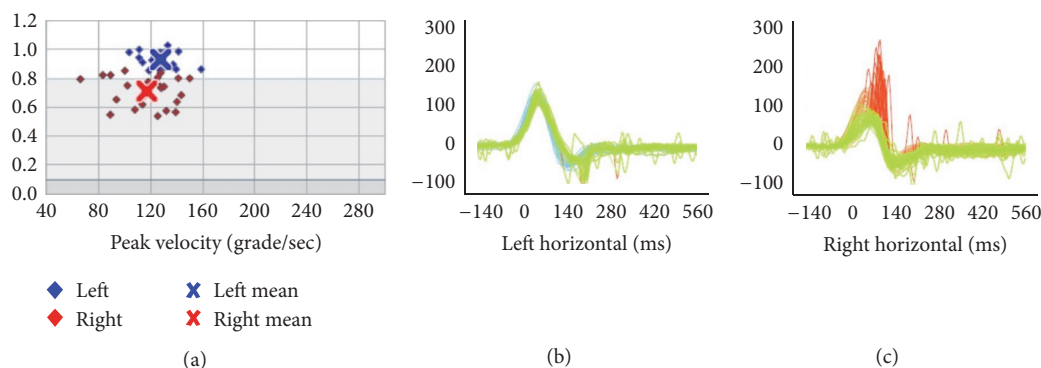 1.2
1.0
0.8
0.6
0.4
0.2
0.0
40 80 120 160 200 240 280
Peak velocity (grade/sec)
Left Left mean
Right Right mean
(a)
300
200
100
0
−100
−140 0 140 280 420 560
Left horizontal (ms)
(b)
300
200
100
0
−100
−140 0 140 280 420 560
Right horizontal (ms)
(c)